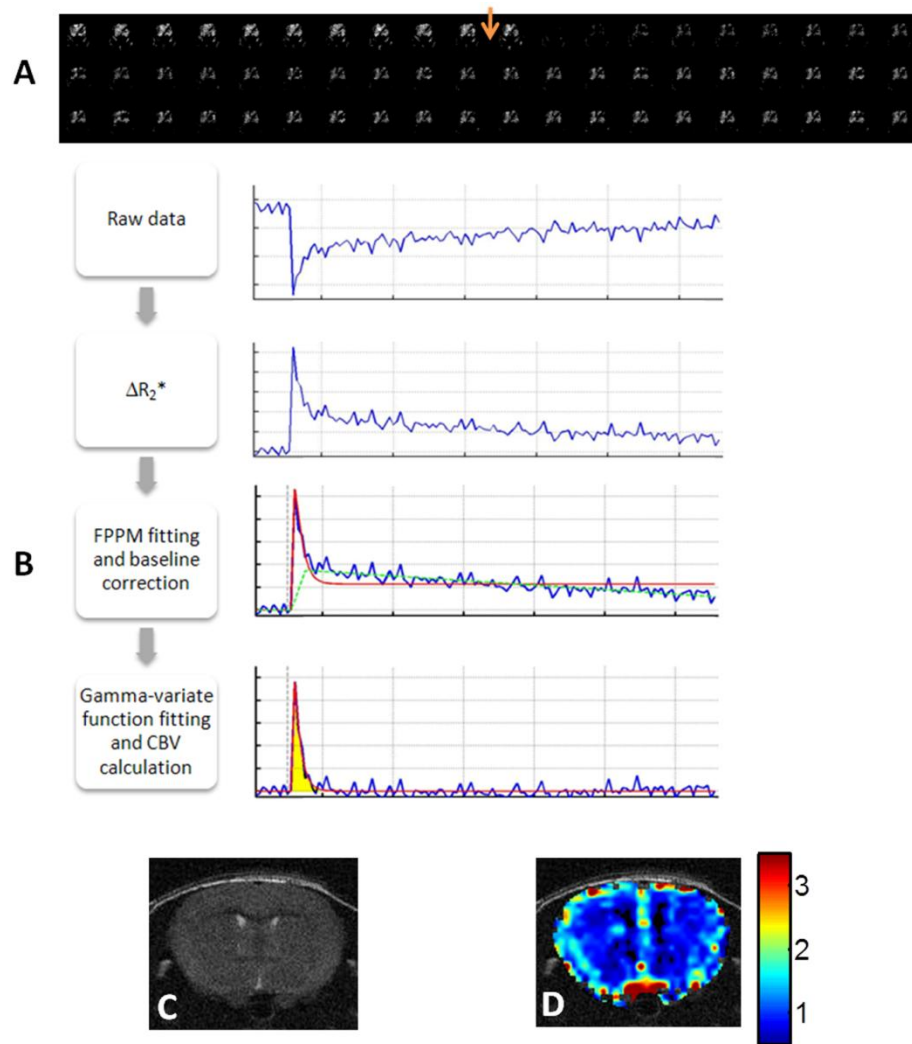 A
Raw data
ΔR₂*
B
FPPM fitting
and baseline
correction
Gamma-variate
function fitting
and CBV
calculation
C
D
3
2
1